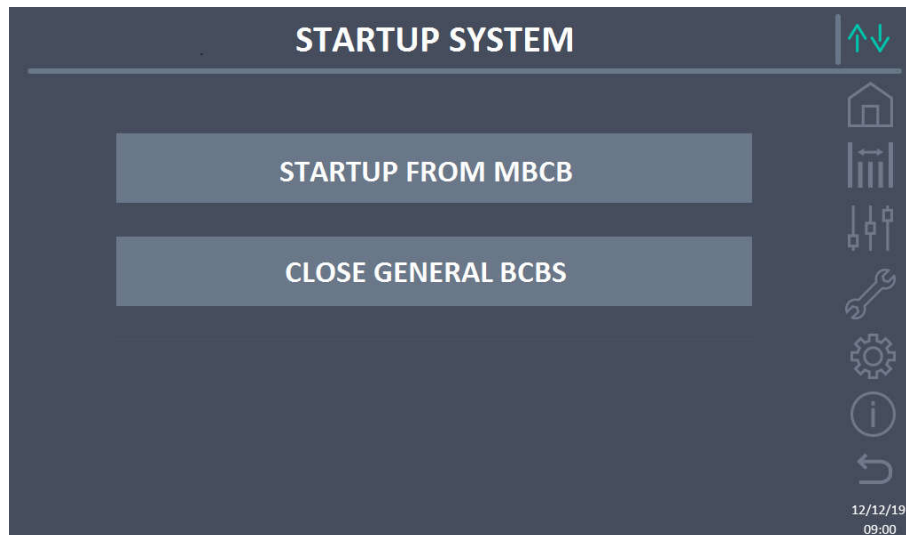 STARTUP SYSTEM
STARTUP FROM MBCB
CLOSE GENERAL BCBS
12/12/19
09:00